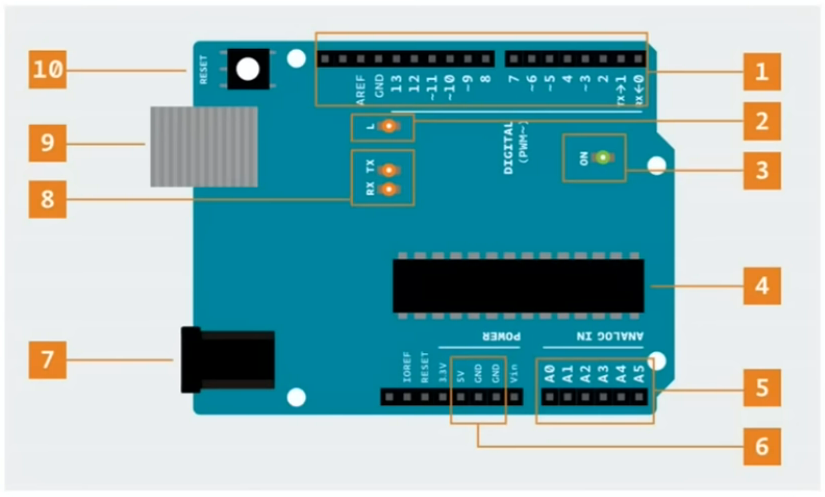 10
RESET
AREF
GND
13
12
~11
~10
~9
8
7
~6
~5
4
~3
2
TX→1
RX←0
1
L
2
DIGITAL
(PWM~)
ON
3
9
TX
RX
8
4
7
POWER
ANALOG IN
IOREF
RESET
3.3V
5V
GND
GND
Vin
A0
A1
A2
A3
A4
A5
5
6